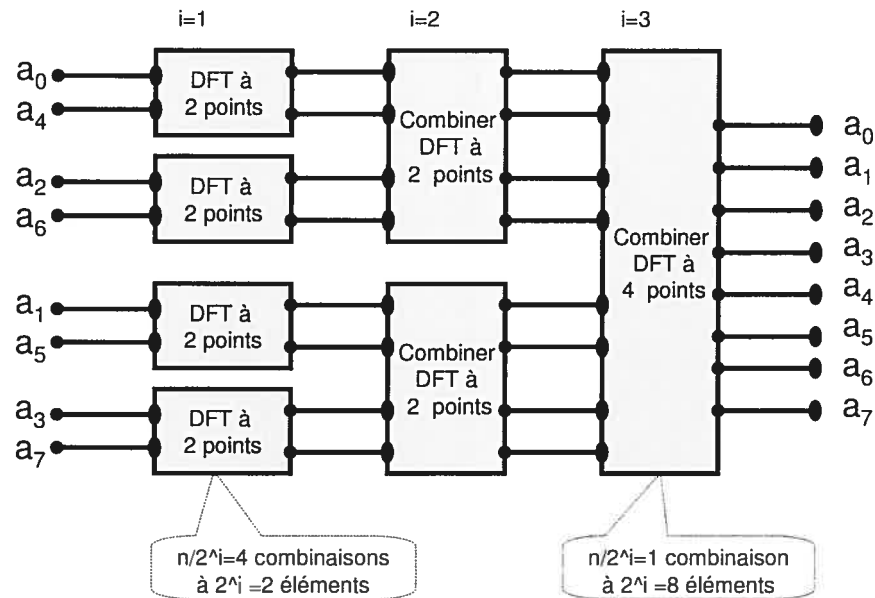 i=1
i=2
i=3
a0
a4
a2
a6
a1
a5
a3
a7
DFT à
2 points
DFT à
2 points
DFT à
2 points
DFT à
2 points
Combiner
DFT à
2 points
Combiner
DFT à
2 points
Combiner
DFT à
4 points
a0
a1
a2
a3
a4
a5
a6
a7
n/2^i=4 combinaisons
à 2^i =2 éléments
n/2^i=1 combinaison
à 2^i =8 éléments